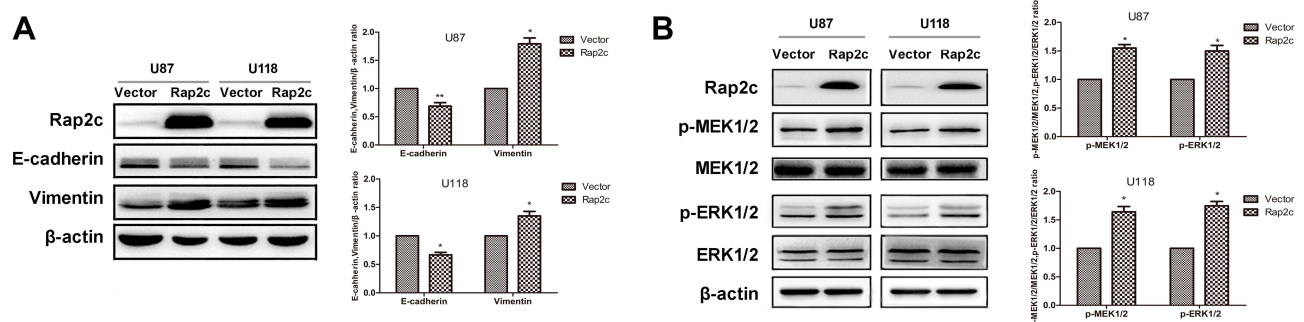 A
U87 U118
Vector Rap2c Vector Rap2c
Rap2c
E-cadherin
Vimentin
β-actin
E-cahherin,Vimentin/β -actin ratio
2.0
1.5
1.0
0.5
0.0
U87
**
*
E-cadherin Vimentin
Vector
Rap2c
E-cahherin,Vimentin/β -actin ratio
2.0
1.5
1.0
0.5
0.0
U118
*
*
E-cadherin Vimentin
Vector
Rap2c
B
U87 U118
Vector Rap2c Vector Rap2c
Rap2c
p-MEK1/2
MEK1/2
p-ERK1/2
ERK1/2
β-actin
p-MEK1/2/MEK1/2,p-ERK1/2/ERK1/2 ratio
2.0
1.5
1.0
0.5
0.0
U87
*
*
p-MEK1/2 p-ERK1/2
Vector
Rap2c
-MEK1/2/MEK1/2,p-ERK1/2/ERK1/2 ratio
2.0
1.5
1.0
0.5
0.0
U118
*
*
p-MEK1/2 p-ERK1/2
Vector
Rap2c